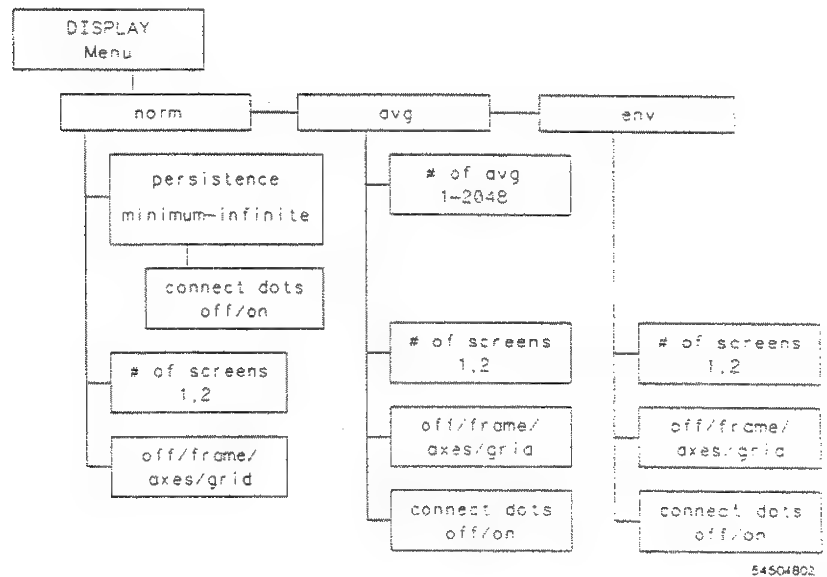 DISPLAY
Menu
norm
avg
env
persistence
minimum-infinite
connect dots
off/on
# of screens
1,2
off/frame/
axes/grid
# of avg
1-2048
# of screens
1,2
off/frame/
axes/grid
connect dots
off/on
# of screens
1,2
off/frame/
axes/grid
connect dots
off/on
54504802